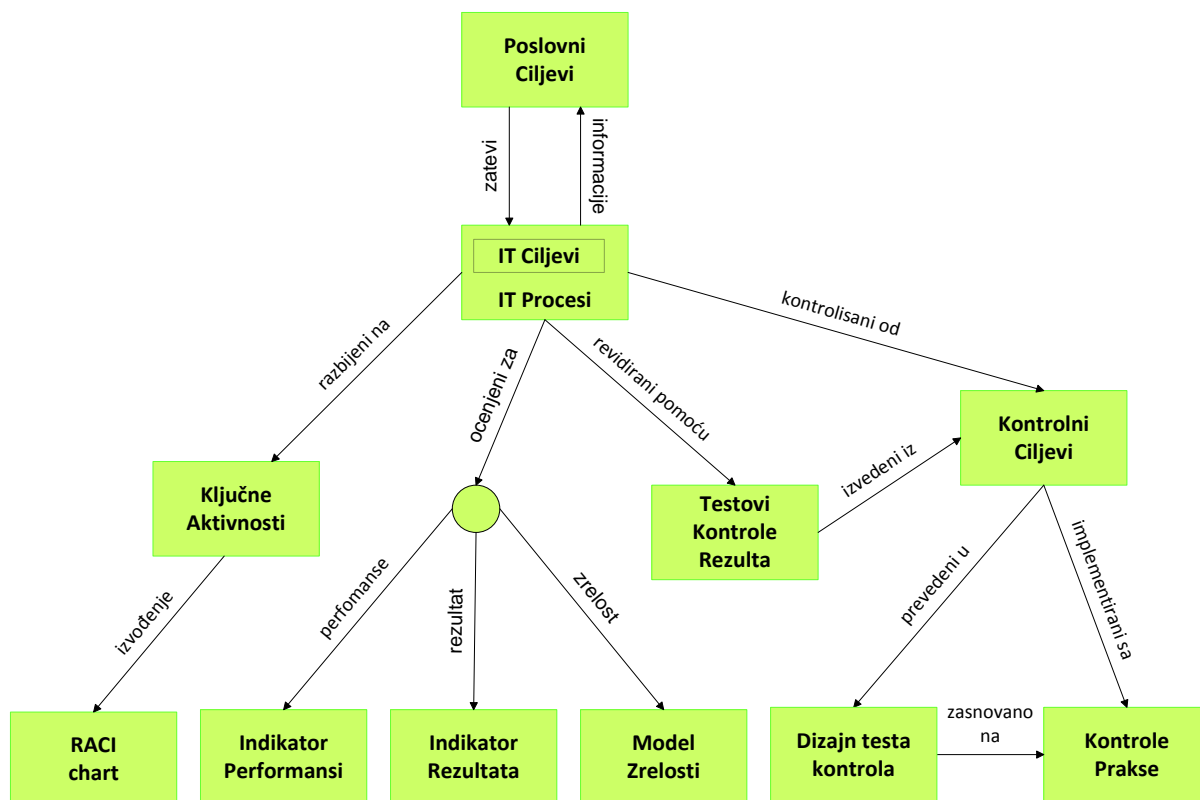 Poslovni
Ciljevi
zatevi
informacije
IT Ciljevi
IT Procesi
razbijeni na
ocenjeni za
revidirani pomoću
kontrolisani od
Kontrolni
Ciljevi
Ključne
Aktivnosti
Testovi
Kontrole
Rezulta
izvedeni iz
izvođenje
perfomanse
rezultat
zrelost
prevedeni u
implementirani sa
RACI
chart
Indikator
Performansi
Indikator
Rezultata
Model
Zrelosti
Dizajn testa
kontrola
zasnovano
na
Kontrole
Prakse